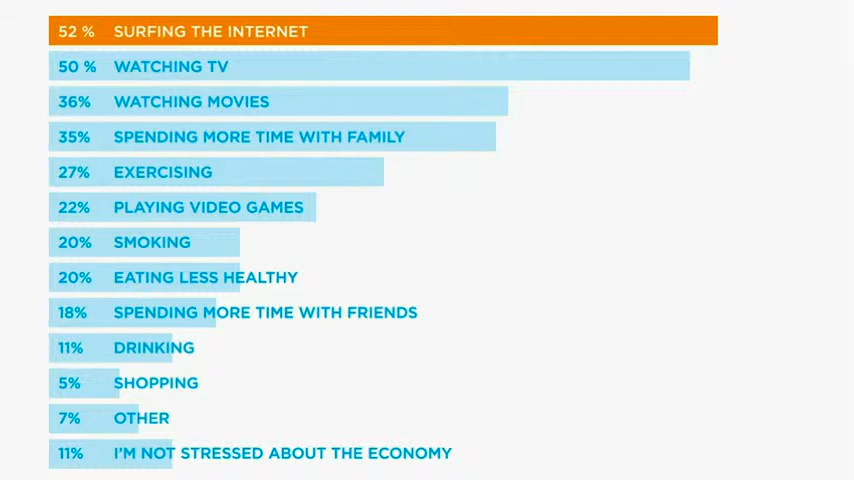 52 % SURFING THE INTERNET
50 % WATCHING TV
36% WATCHING MOVIES
35% SPENDING MORE TIME WITH FAMILY
27% EXERCISING
22% PLAYING VIDEO GAMES
20% SMOKING
20% EATING LESS HEALTHY
18% SPENDING MORE TIME WITH FRIENDS
11% DRINKING
5% SHOPPING
7% OTHER
11% I'M NOT STRESSED ABOUT THE ECONOMY